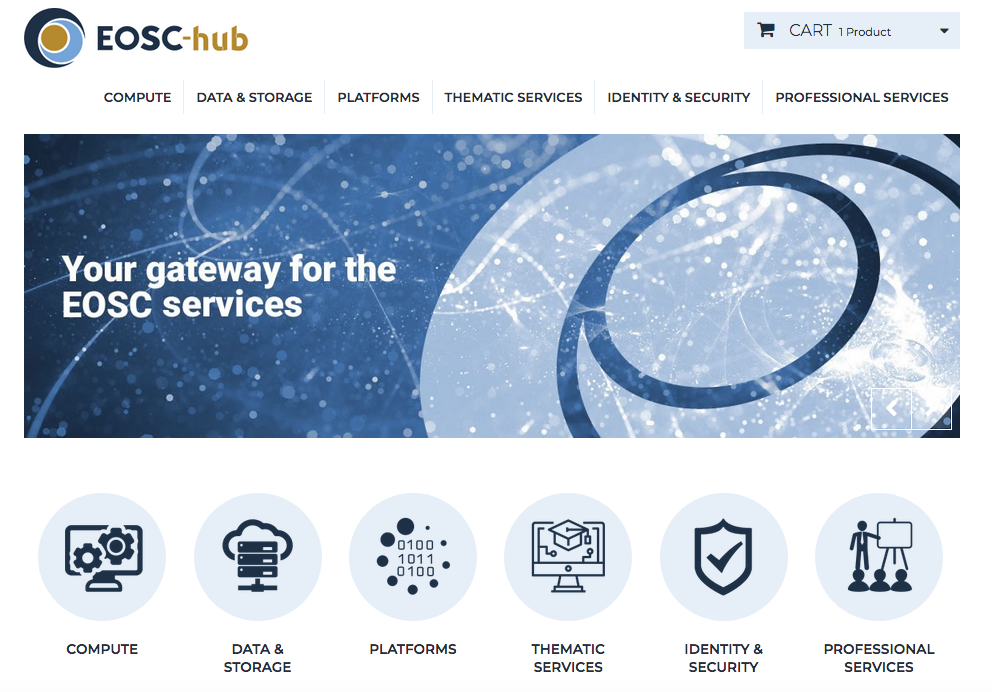 EOSC-hub
CART 1 Product
COMPUTE
DATA & STORAGE
PLATFORMS
THEMATIC SERVICES
IDENTITY & SECURITY
PROFESSIONAL SERVICES
Your gateway for the
EOSC services
0100
1011
0100
COMPUTE
DATA &
STORAGE
PLATFORMS
THEMATIC
SERVICES
IDENTITY &
SECURITY
PROFESSIONAL
SERVICES